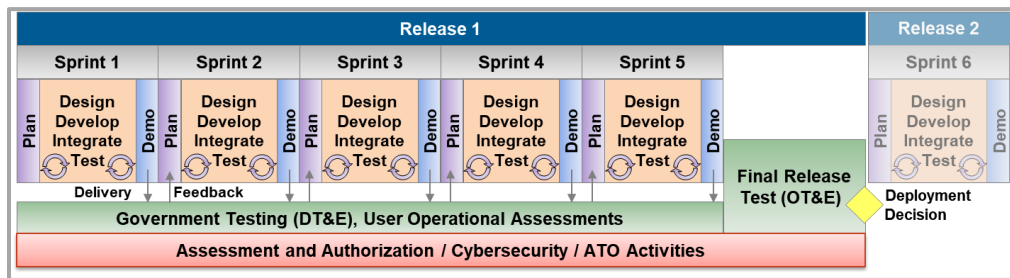 Release 1
Release 2
Sprint 1
Sprint 2
Sprint 3
Sprint 4
Sprint 5
Sprint 6
Plan
Design
Develop
Integrate
Test
Demo
Plan
Design
Develop
Integrate
Test
Demo
Plan
Design
Develop
Integrate
Test
Demo
Plan
Design
Develop
Integrate
Test
Demo
Plan
Design
Develop
Integrate
Test
Demo
Plan
Design
Develop
Integrate
Test
Demo
Delivery
Feedback
Final Release
Test (OT&E)
Deployment
Decision
Government Testing (DT&E), User Operational Assessments
Assessment and Authorization / Cybersecurity / ATO Activities